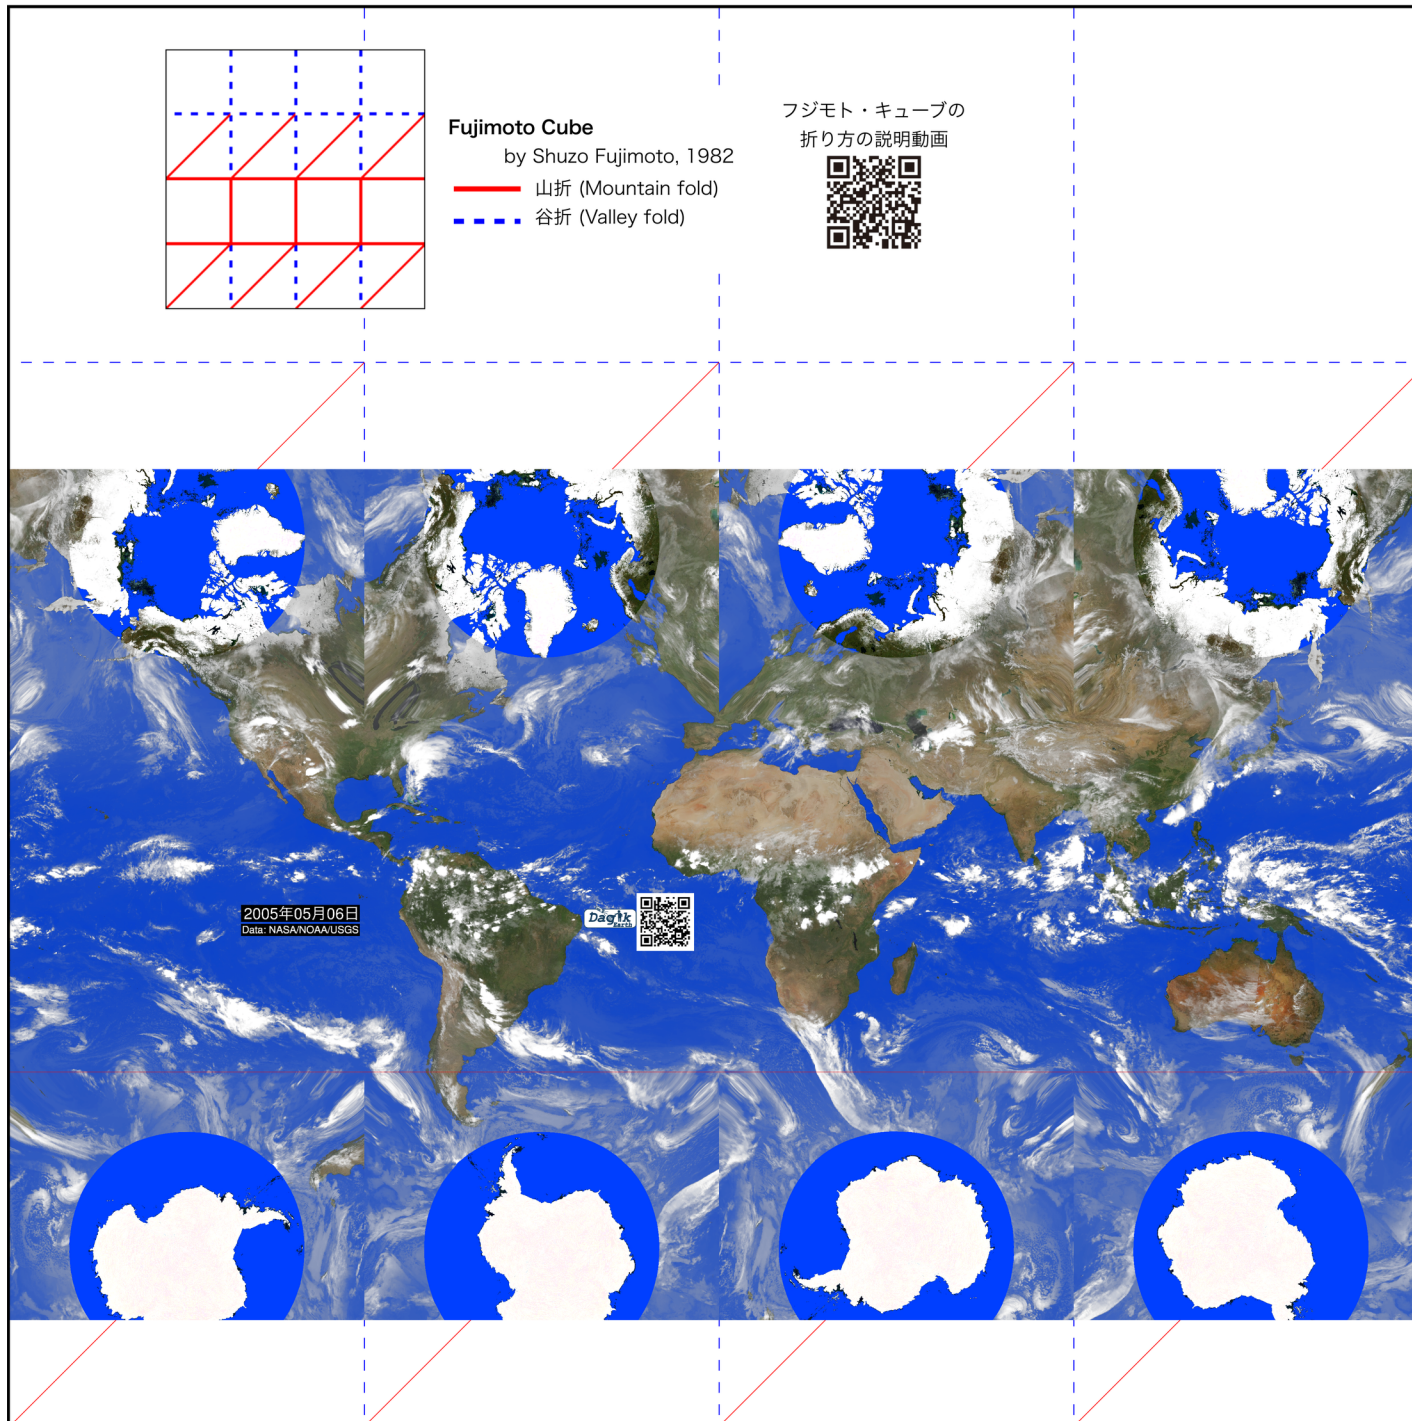 Fujimoto Cube
by Shuzo Fujimoto, 1982
山折 (Mountain fold)
谷折 (Valley fold)
フジモト・キューブの
折り方の説明動画
2005年05月06日
Data: NASA/NOAA/USGS
Dagik
Earth